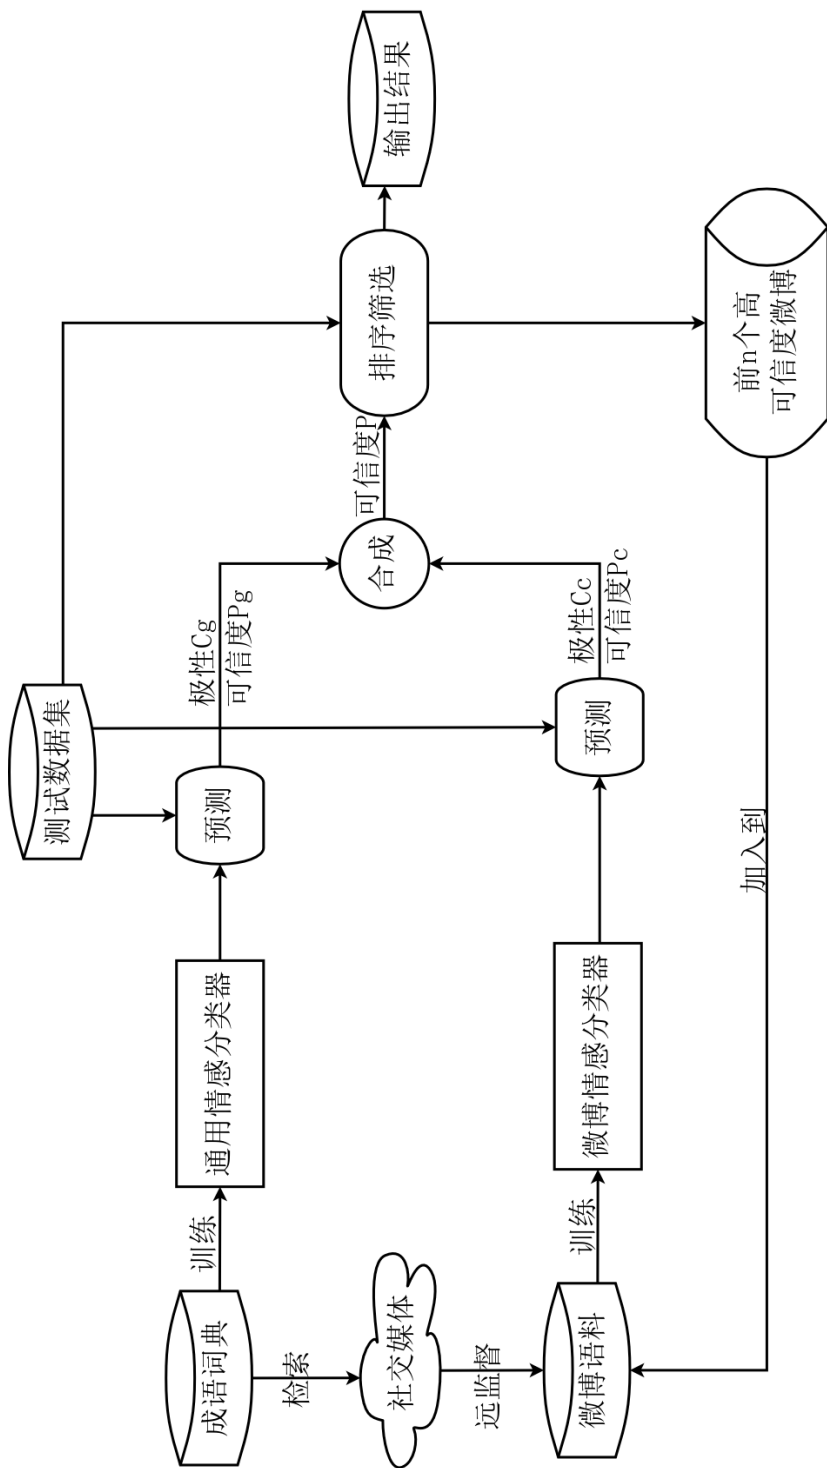 测试数据集
成语词典
训练
通用情感分类器
预测
极性Cg
可信度Pg
检索
社交媒体
合成
可信度P
排序筛选
输出结果
远监督
微博语料
训练
微博情感分类器
预测
极性Cc
可信度Pc
前n个高
可信度微博
加入到